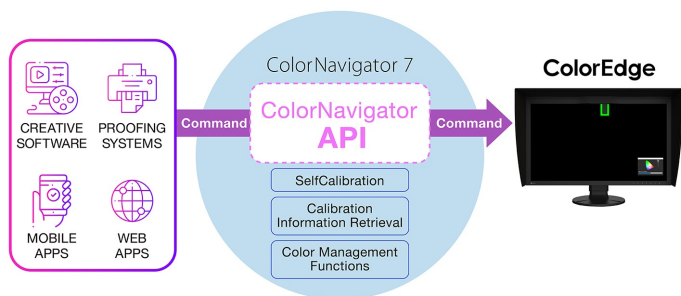 ColorNavigator 7
ColorEdge
ColorNavigator
API
Command
Command
CREATIVE
SOFTWARE
PROOFING
SYSTEMS
MOBILE
APPS
WEB
APPS
SelfCalibration
Calibration
Information Retrieval
Color Management
Functions